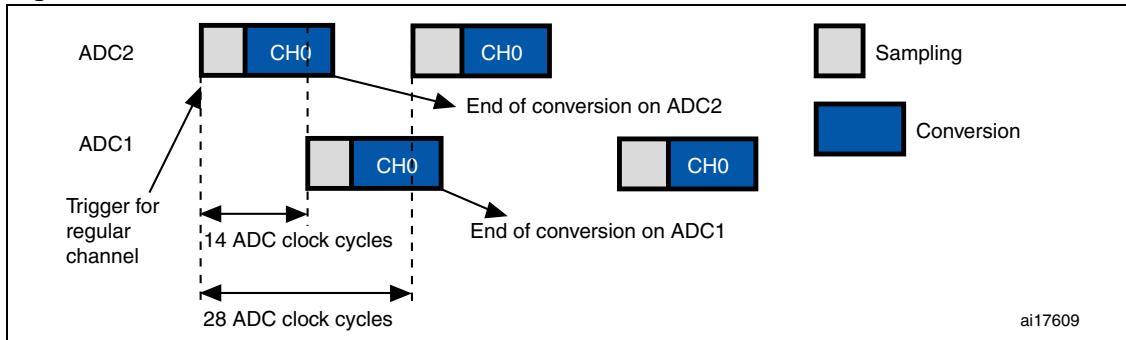 ADC2
CH0
CH0
Sampling
End of conversion on ADC2
Conversion
ADC1
CH0
CH0
Trigger for
regular
channel
End of conversion on ADC1
14 ADC clock cycles
28 ADC clock cycles
ai17609